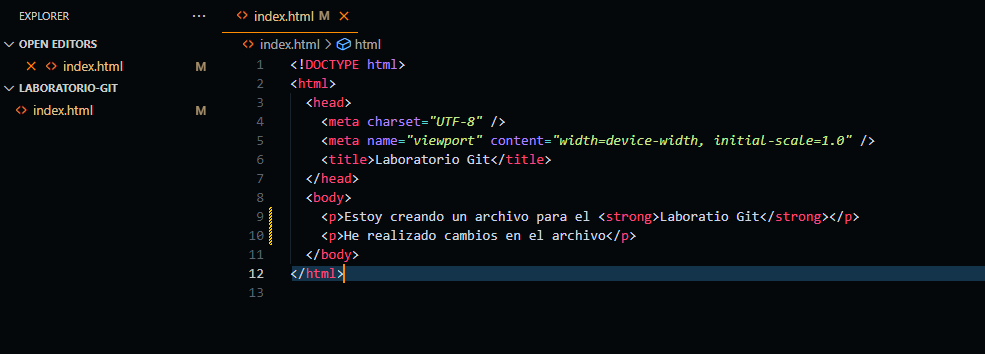 EXPLORER
···
OPEN EDITORS
index.html M
LABORATORIO-GIT
index.html M
index.html M
index.html > html
1 <!DOCTYPE html>
2 <html>
3 <head>
4 <meta charset="UTF-8" />
5 <meta name="viewport" content="width=device-width, initial-scale=1.0" />
6 <title>Laboratorio Git</title>
7 </head>
8 <body>
9 <p>Estoy creando un archivo para el <strong>Laboratio Git</strong></p>
10 <p>He realizado cambios en el archivo</p>
11 </body>
12 </html>
13